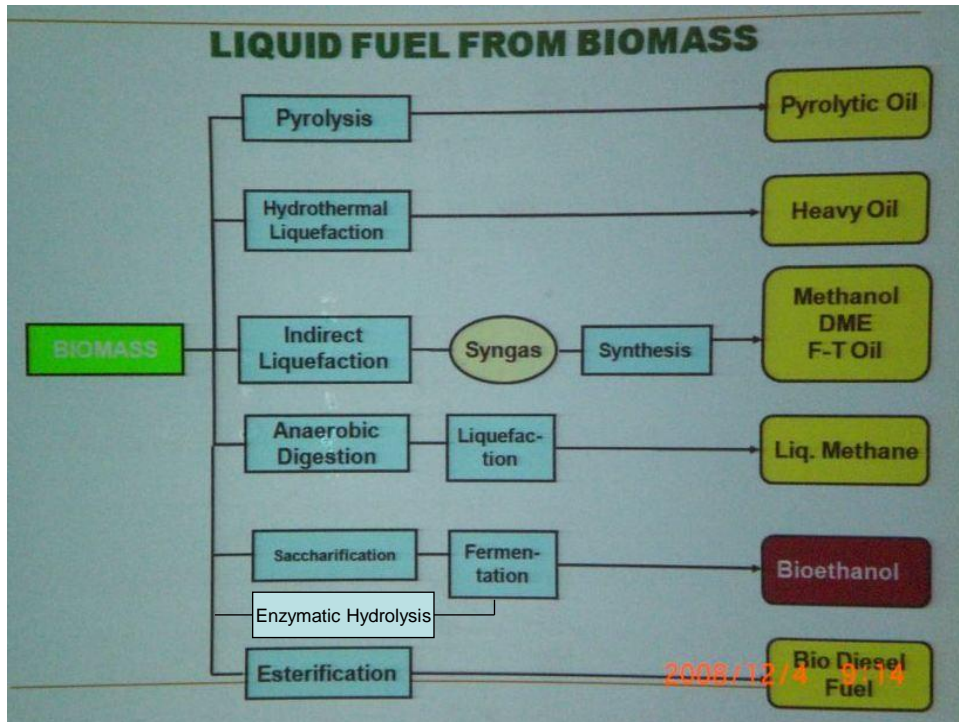 LIQUID FUEL FROM BIOMASS
Pyrolysis
Pyrolytic Oil
Hydrothermal
Liquefaction
Heavy Oil
BIOMASS
Indirect
Liquefaction
Syngas
Synthesis
Methanol
DME
F-T Oil
Anaerobic
Digestion
Liquefac-
tion
Liq. Methane
Saccharification
Fermen-
tation
Bioethanol
Enzymatic Hydrolysis
Esterification
Bio Diesel
Fuel
2008/12/4 9:14